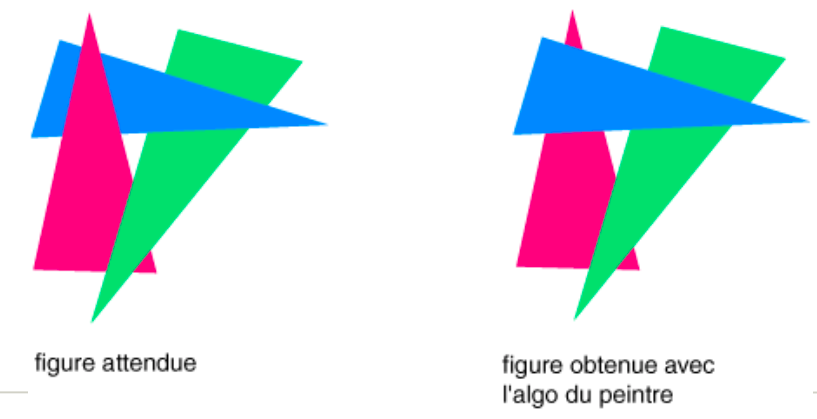 figure attendue
figure obtenue avec
l'algo du peintre